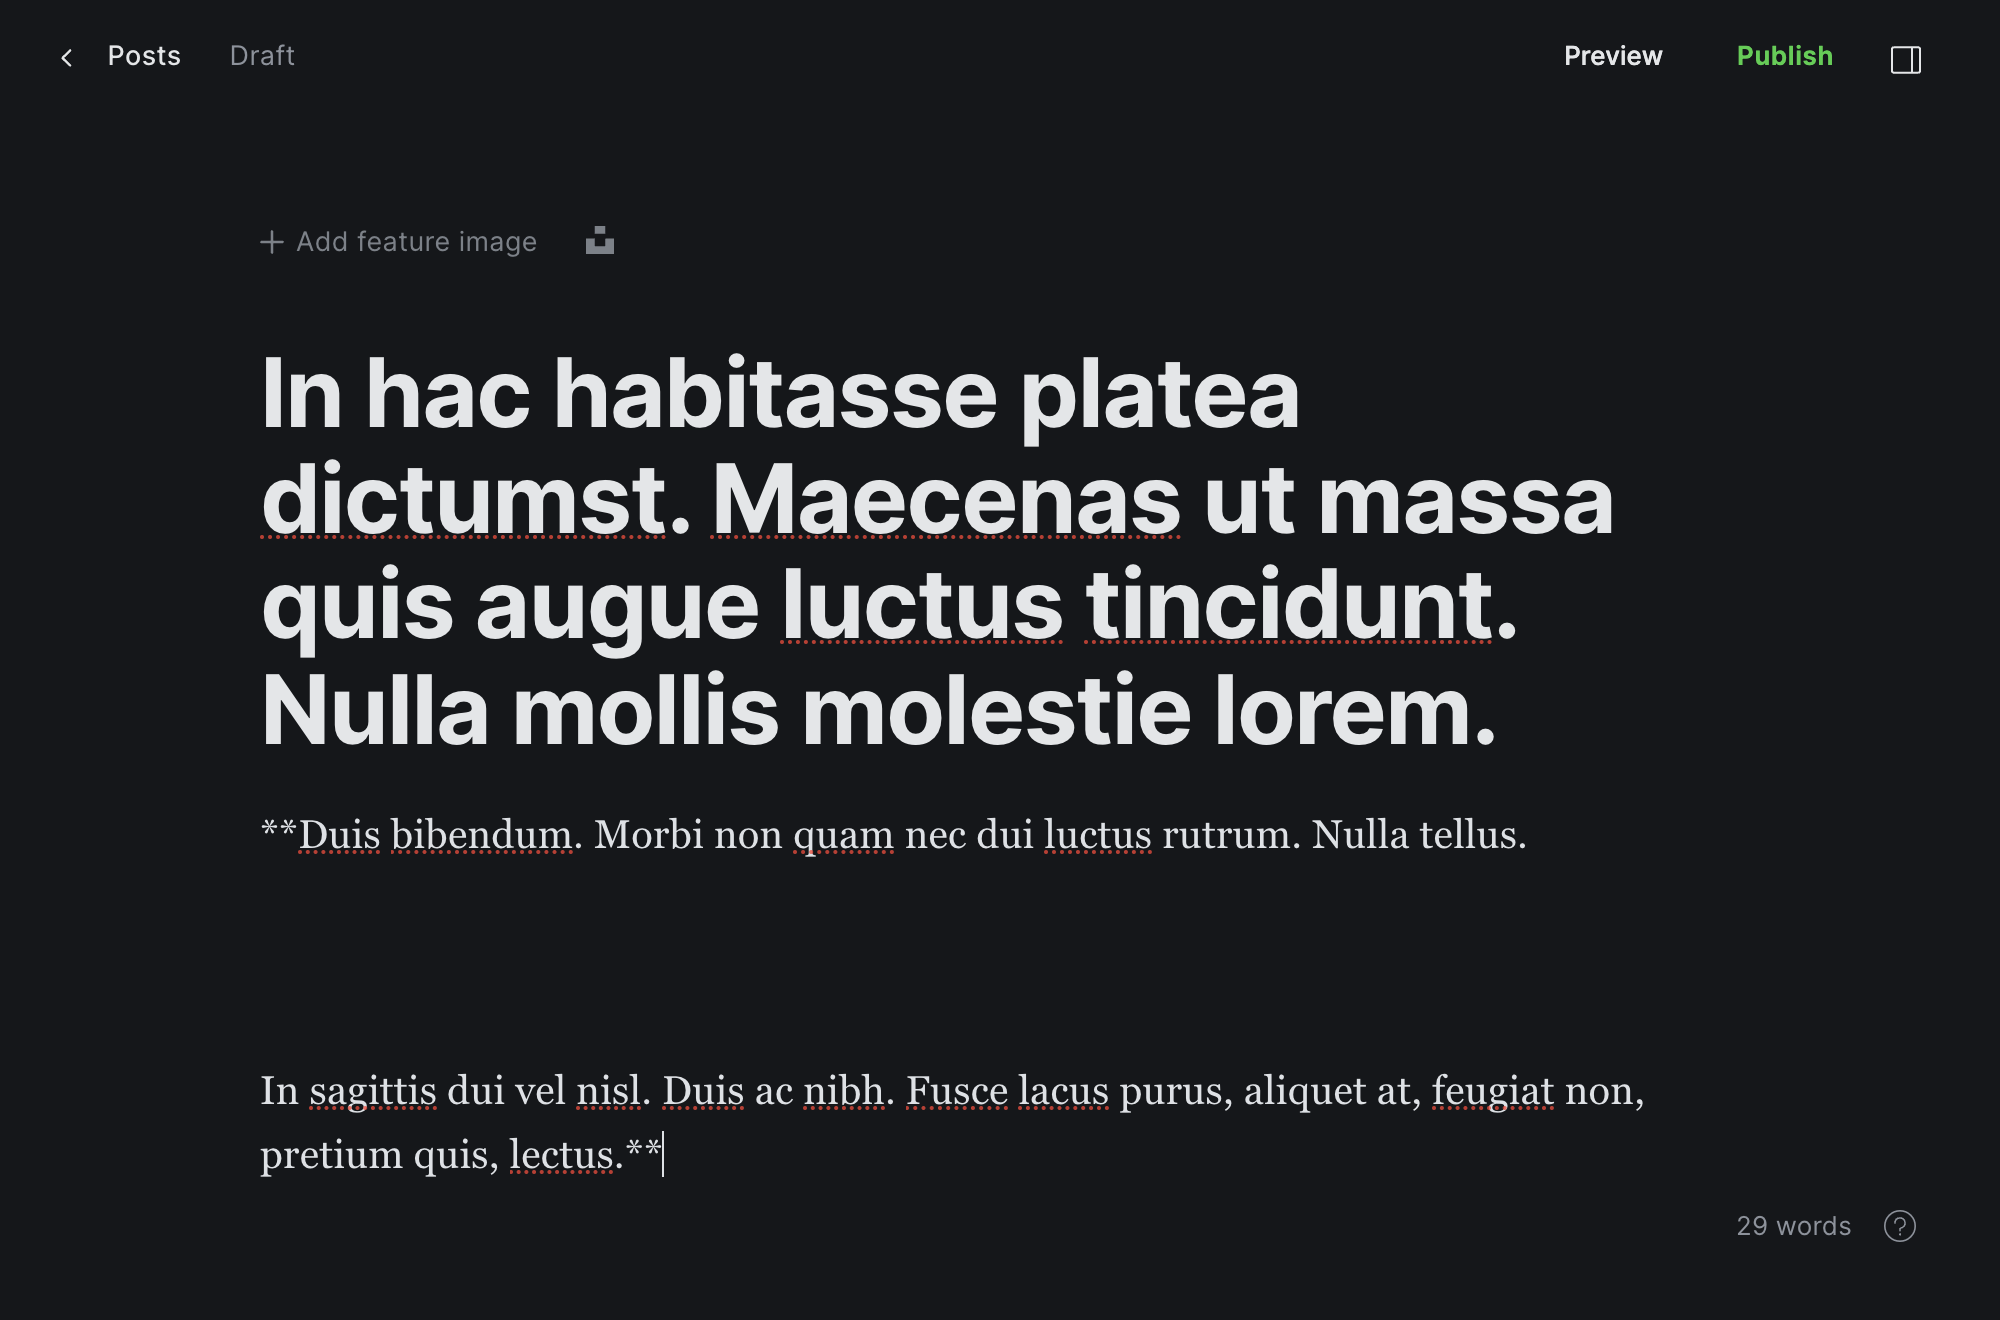 Posts Draft Preview Publish
Add feature image
In hac habitasse platea
dictumst. Maecenas ut massa
quis augue luctus tincidunt.
Nulla mollis molestie lorem.
**Duis bibendum. Morbi non quam nec dui luctus rutrum. Nulla tellus.
In sagittis dui vel nisl. Duis ac nibh. Fusce lacus purus, aliquet at, feugiat non,
pretium quis, lectus.**
29 words ?